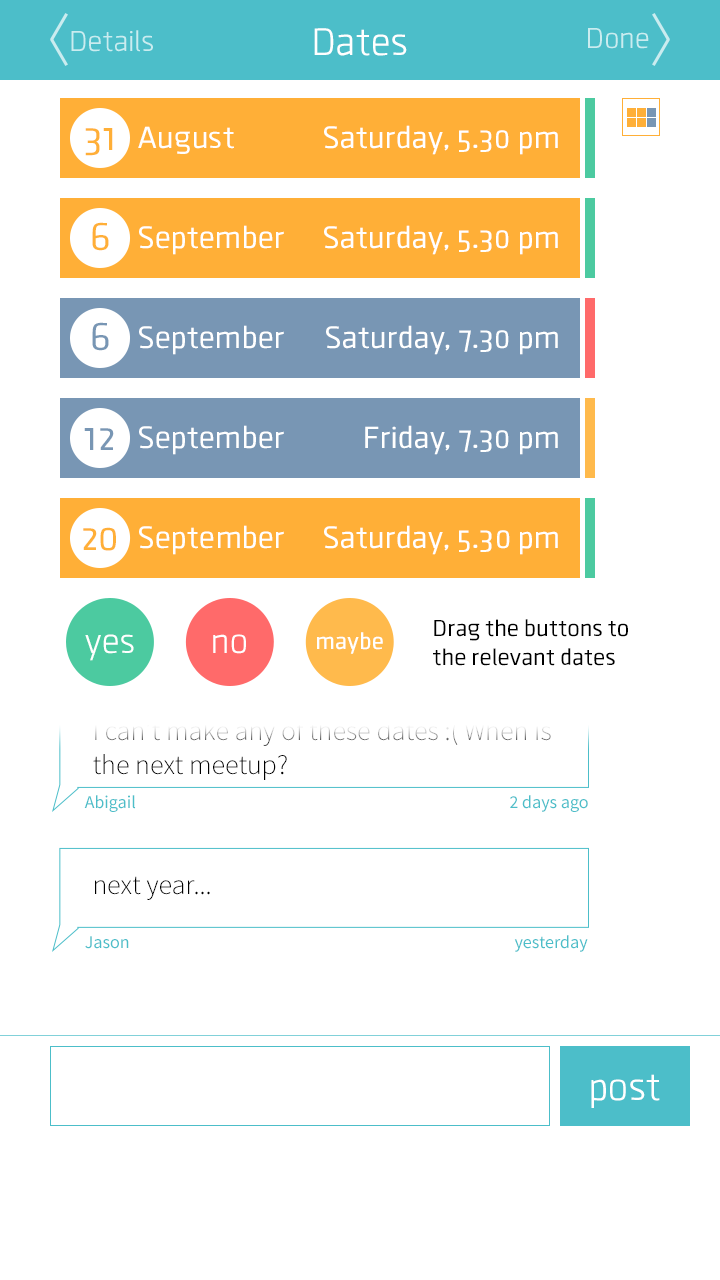 Details
Dates
Done
31 August Saturday, 5.30 pm
6 September Saturday, 5.30 pm
6 September Saturday, 7.30 pm
12 September Friday, 7.30 pm
20 September Saturday, 5.30 pm
yes
no
maybe
Drag the buttons to
the relevant dates
I can't make any of these dates :( When is
the next meetup?
Abigail 2 days ago
next year...
Jason yesterday
post